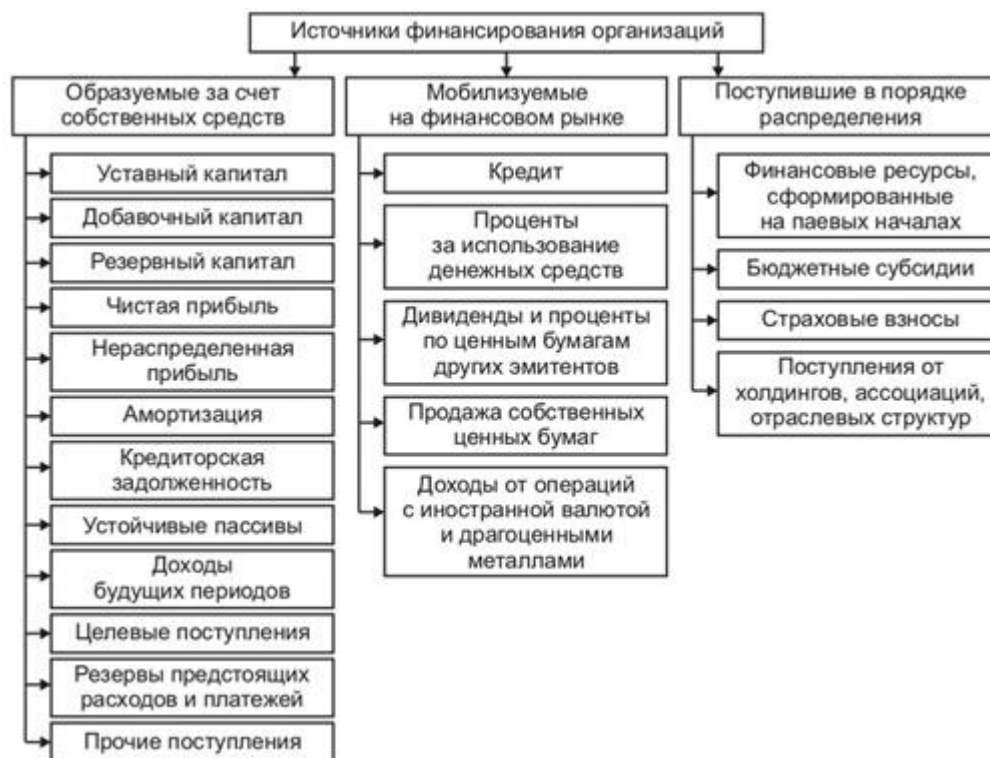 Источники финансирования организаций
Образуемые за счет
собственных средств
Уставный капитал
Добавочный капитал
Резервный капитал
Чистая прибыль
Нераспределенная
прибыль
Амортизация
Кредиторская
задолженность
Устойчивые пассивы
Доходы
будущих периодов
Целевые поступления
Резервы предстоящих
расходов и платежей
Прочие поступления
Мобилизуемые
на финансовом рынке
Кредит
Проценты
за использование
денежных средств
Дивиденды и проценты
по ценным бумагам
других эмитентов
Продажа собственных
ценных бумаг
Доходы от операций
с иностранной валютой
и драгоценными
металлами
Поступившие в порядке
распределения
Финансовые ресурсы,
сформированные
на паевых началах
Бюджетные субсидии
Страховые взносы
Поступления от
холдингов, ассоциаций,
отраслевых структур